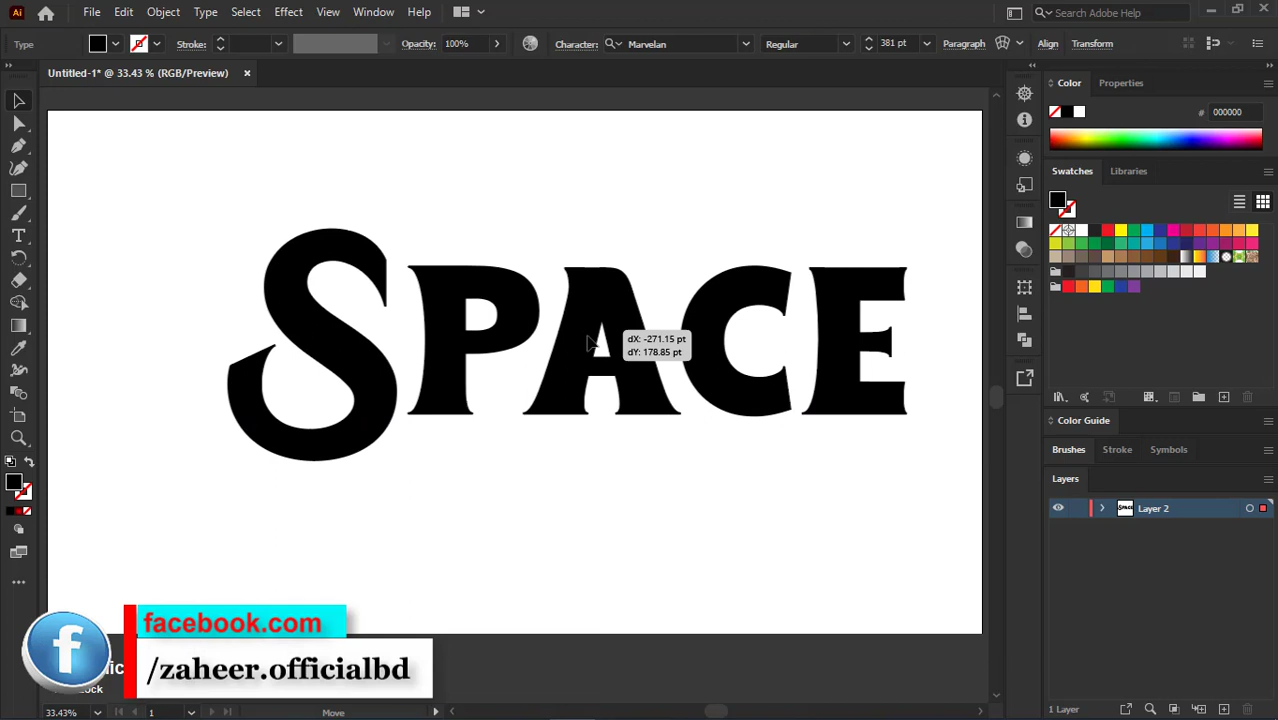 Ai File Edit Object Type Select Effect View Window Help Search Adobe Help
Type Stroke: Opacity: 100% Character: Marvelan Regular 381 pt Paragraph Align Transform
Untitled-1* @ 33.43 % (RGB/Preview)
Color Properties
# 000000
Swatches Libraries
SPACE
dX: -271.15 pt
dY: 178.85 pt
Color Guide
Brushes Stroke Symbols
Layers
SPACE Layer 2
facebook.com
/zaheer.officialbd
33.43% 1 Move 1 Layer